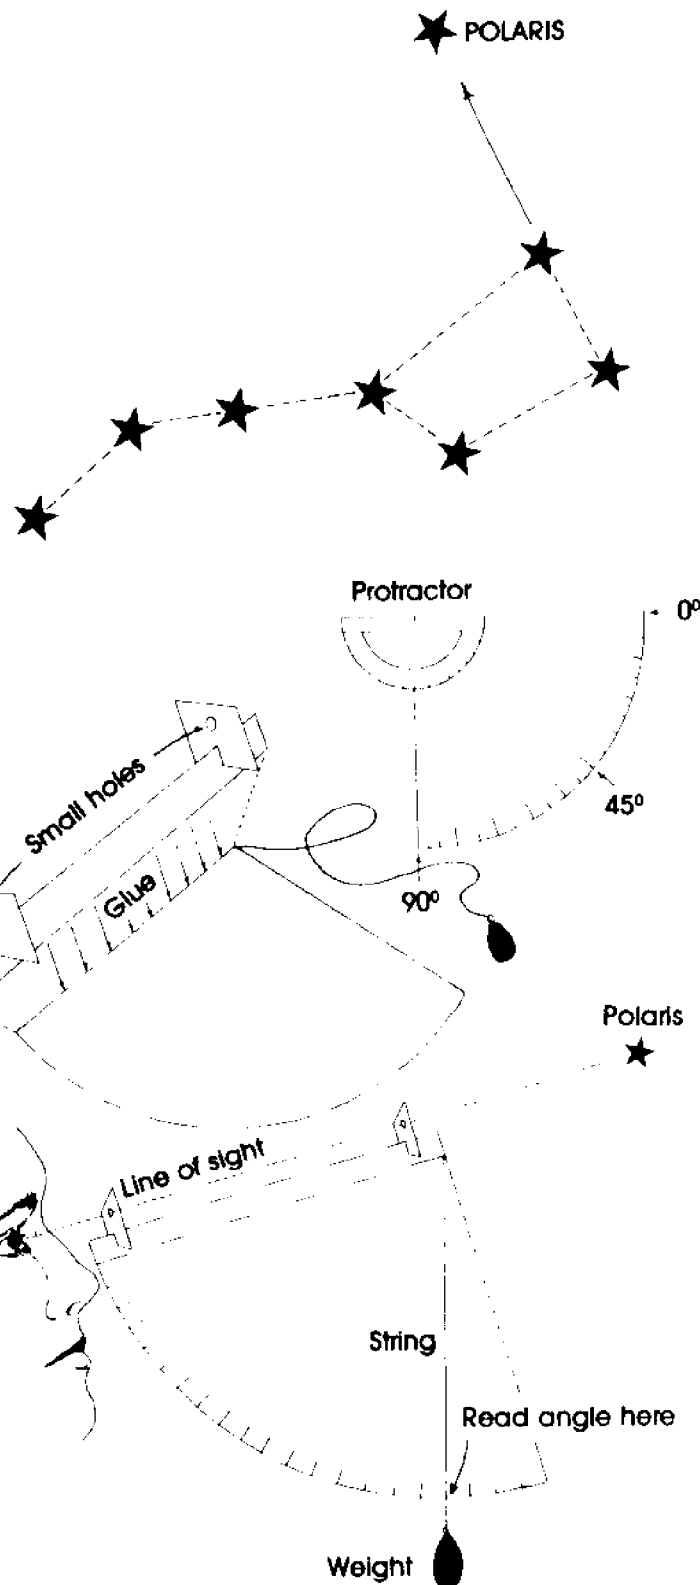 POLARIS
Protractor
0º
Small holes
45º
Glue
90º
Polaris
Line of sight
String
Read angle here
Weight